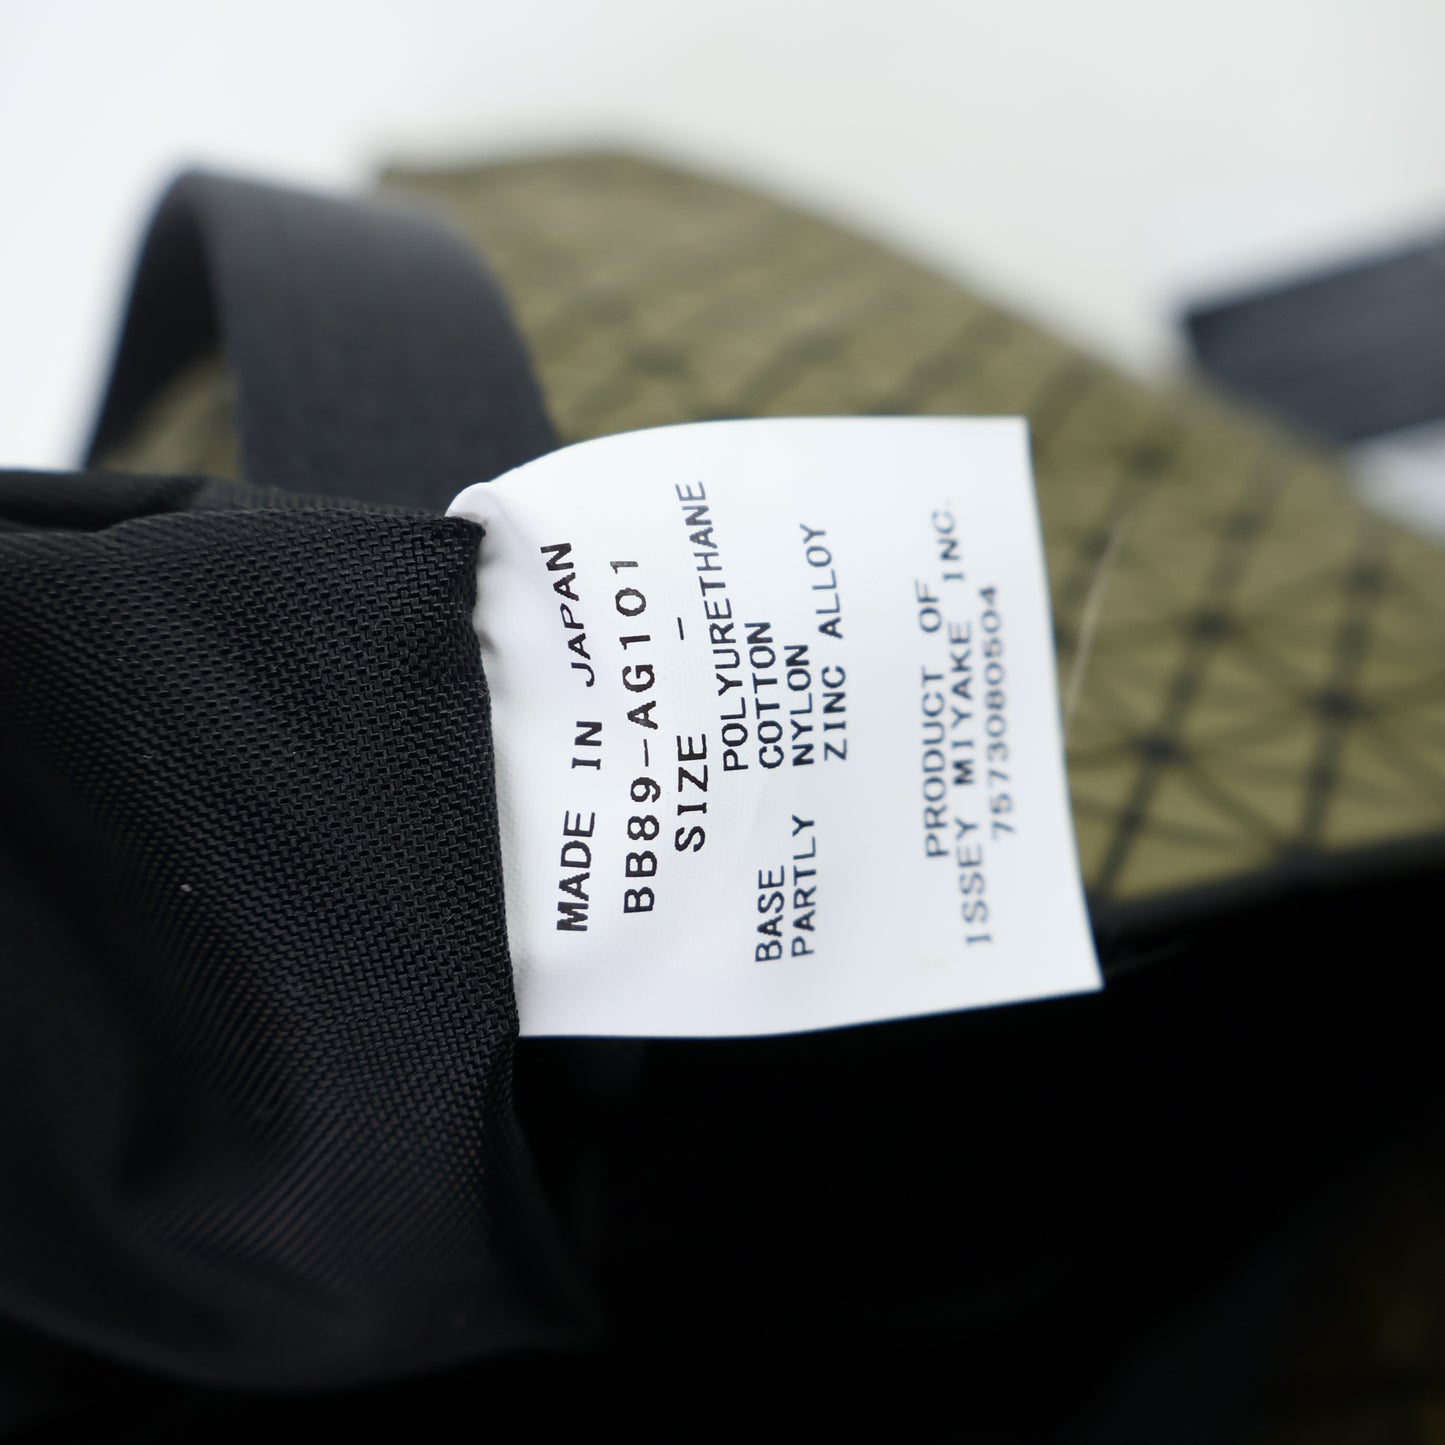 MADE IN JAPAN
BB89-AG101
SIZE -
POLYURETHANE
BASE COTTON
PARTLY NYLON
ZINC ALLOY
PRODUCT OF
ISSEY MIYAKE INC.
7573080504